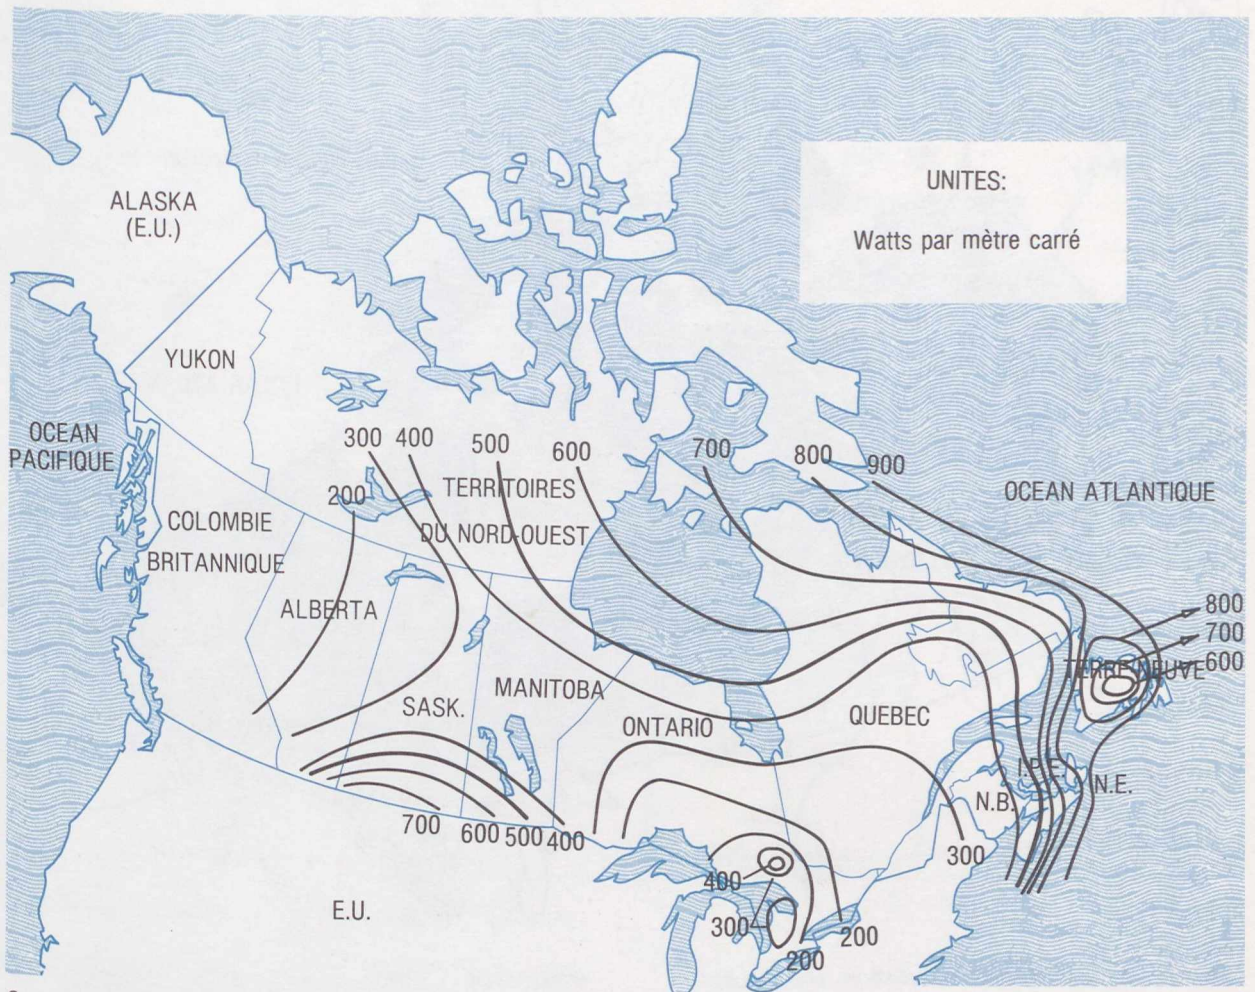 UNITES:
Watts par mètre carré
ALASKA
(E.U.)
YUKON
OCEAN
PACIFIQUE
300 400 500 600 700 800 900
200
TERRITOIRES
DU NORD-OUEST
OCEAN ATLANTIQUE
COLOMBIE
BRITANNIQUE
ALBERTA
800
700
600
TERRE-NEUVE
SASK.
MANITOBA
ONTARIO
QUEBEC
I.P.E.
N.E.
N.B.
700 600 500 400
300
400
300
200
200
E.U.